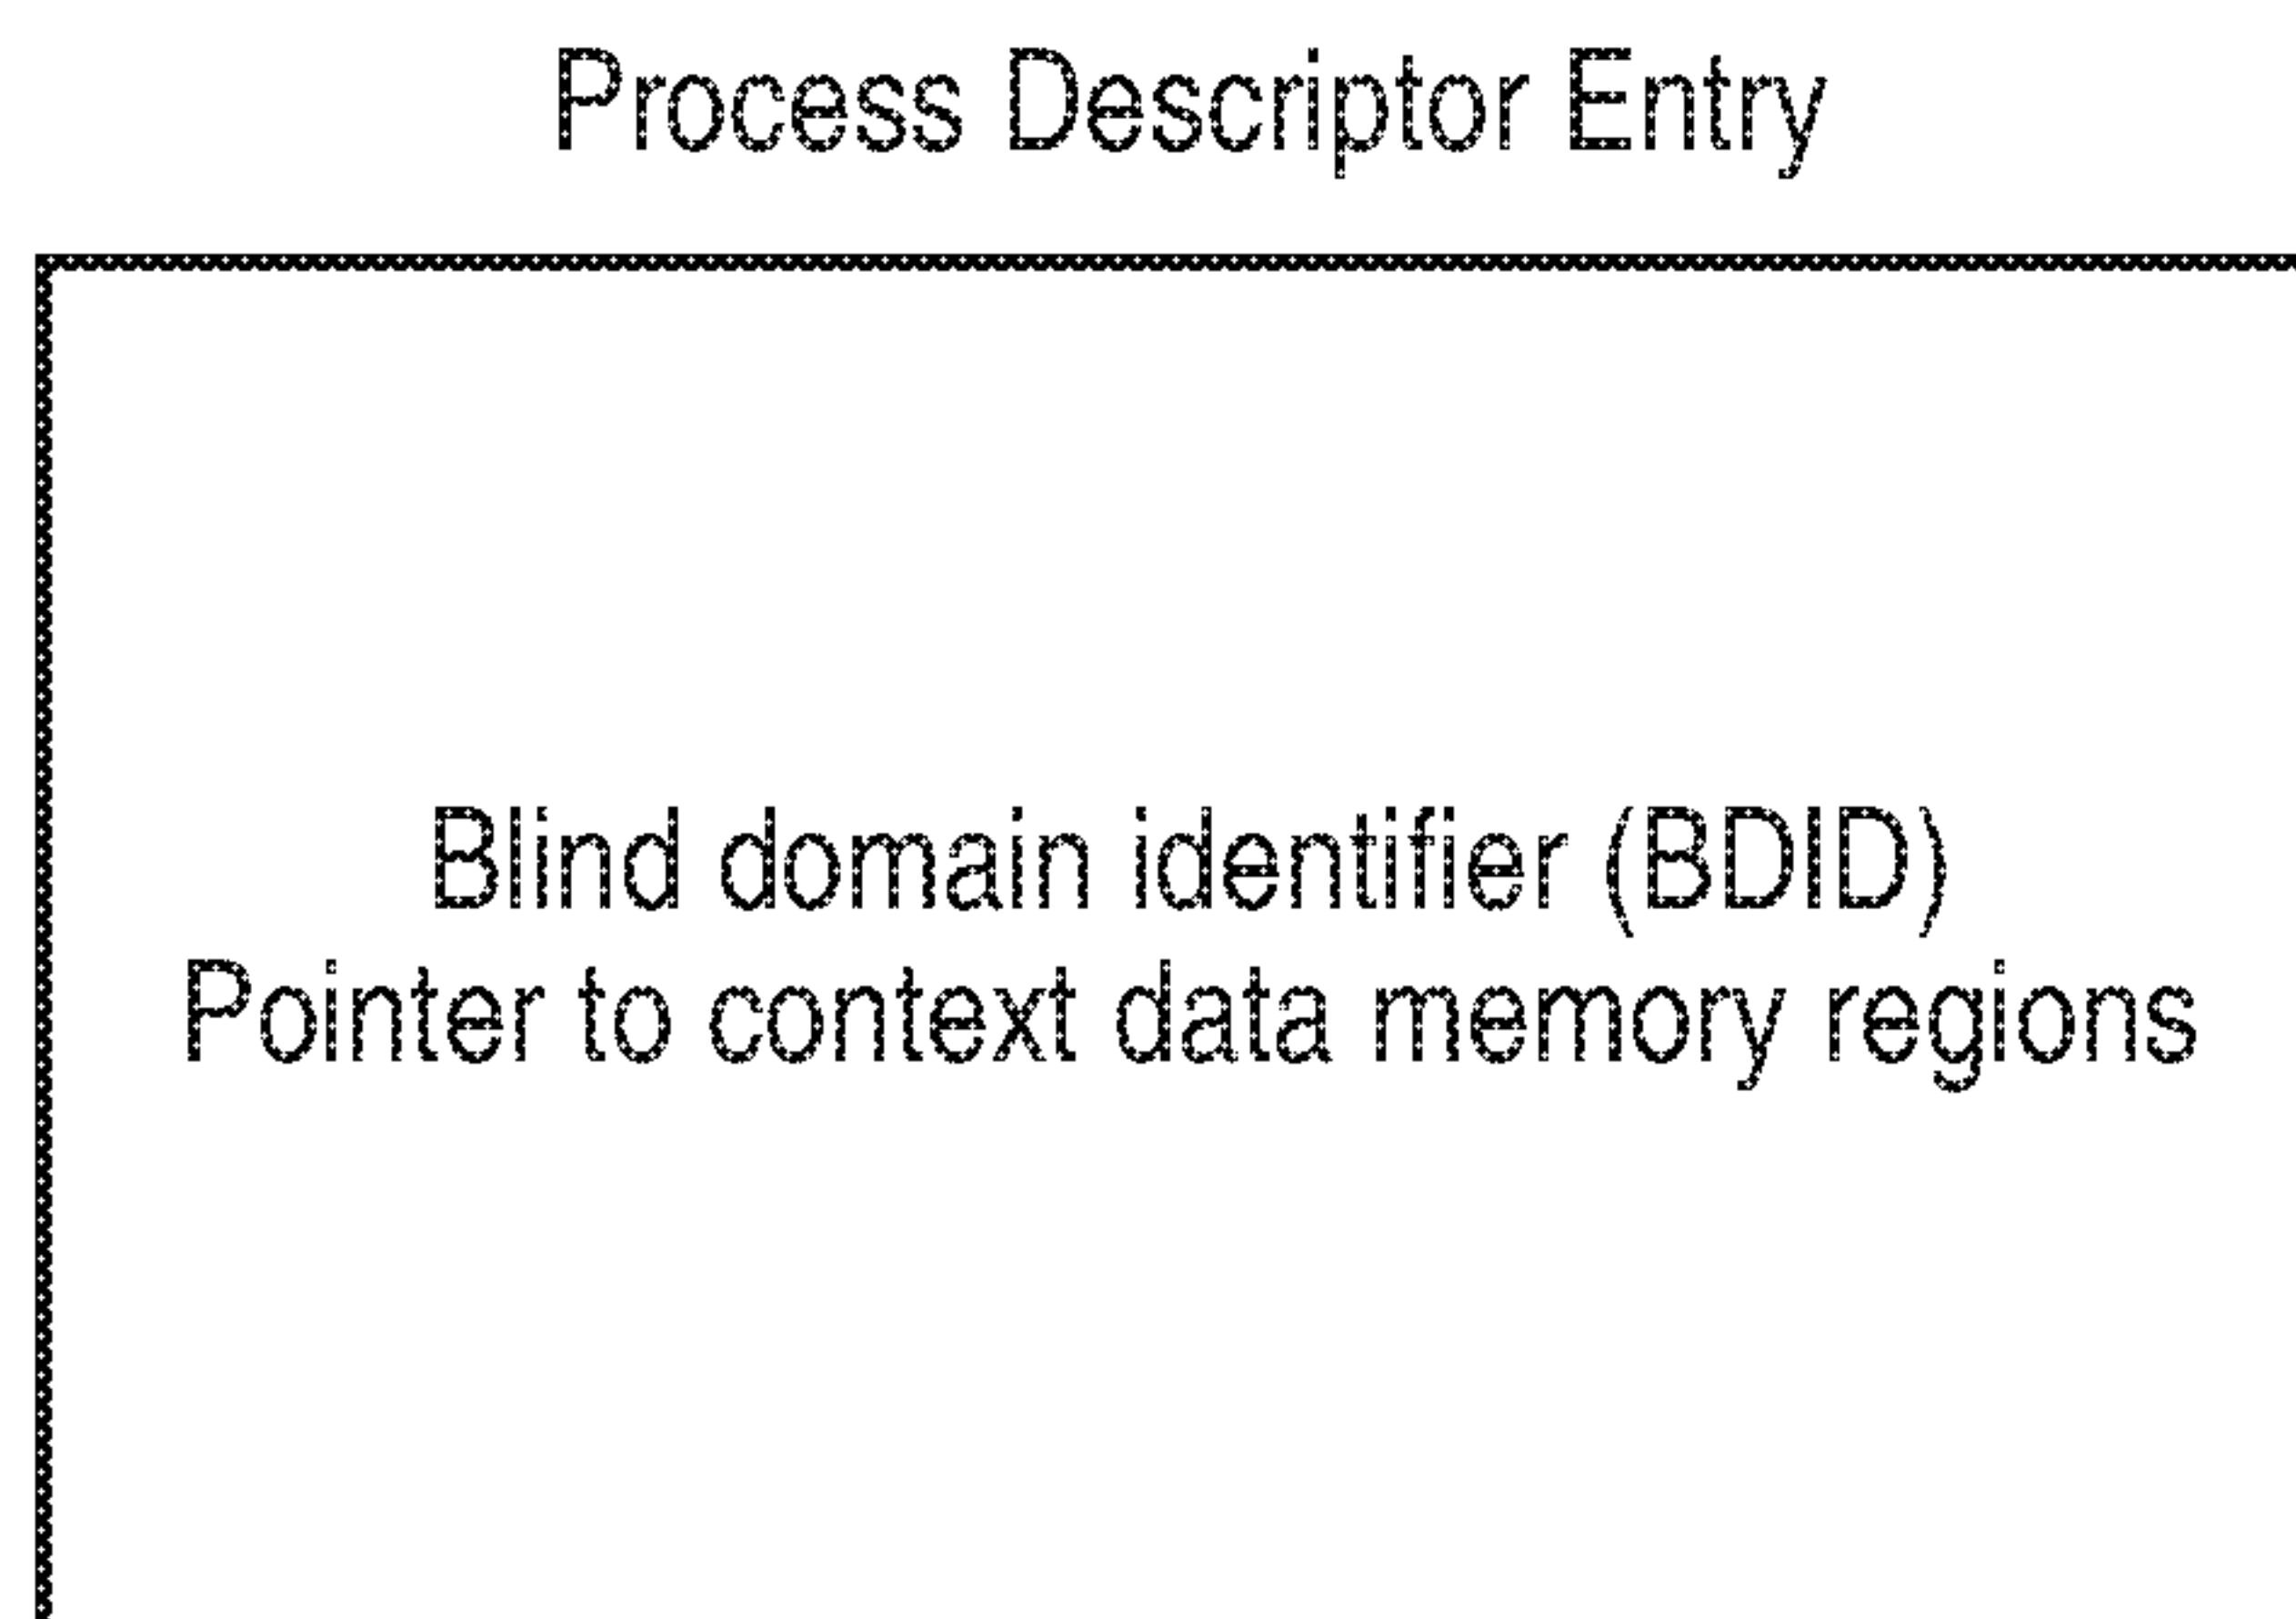 Process Descriptor Entry
Blind domain identifier (BDID)
Pointer to context data memory regions